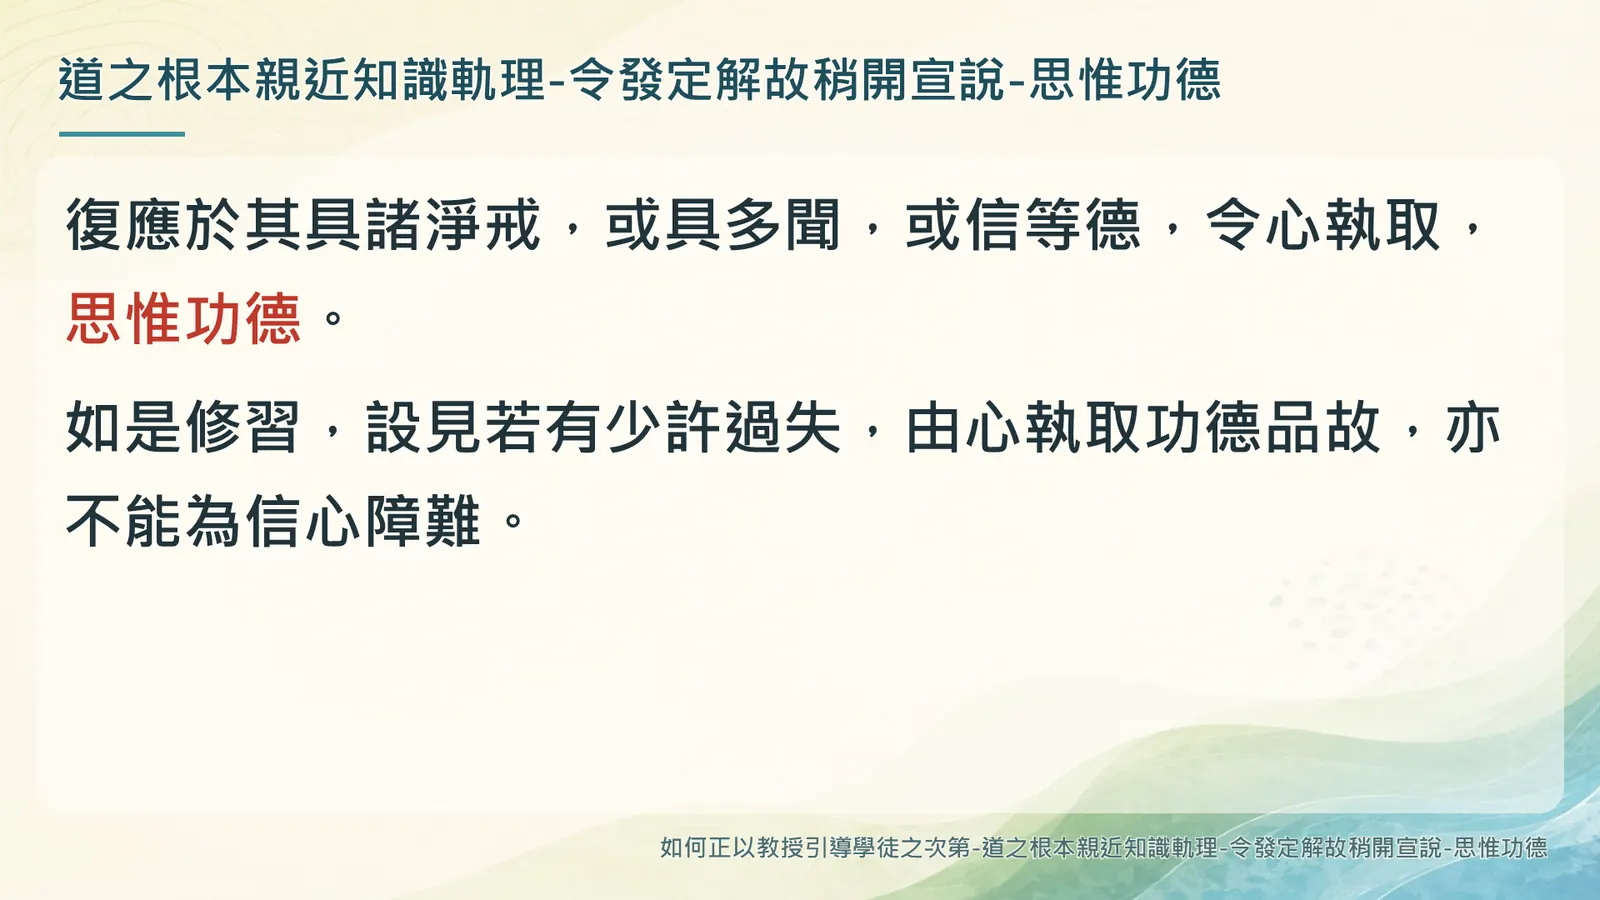 道之根本親近知識軌理-令發定解故稍開宣說-思惟功德
復應於其具諸淨戒，或具多聞，或信等德，令心執取，
思惟功德。
如是修習，設見若有少許過失，由心執取功德品故，亦
不能為信心障難。
如何正以教授引導學徒之次第-道之根本親近知識軌理-令發定解故稍開宣說-思惟功德